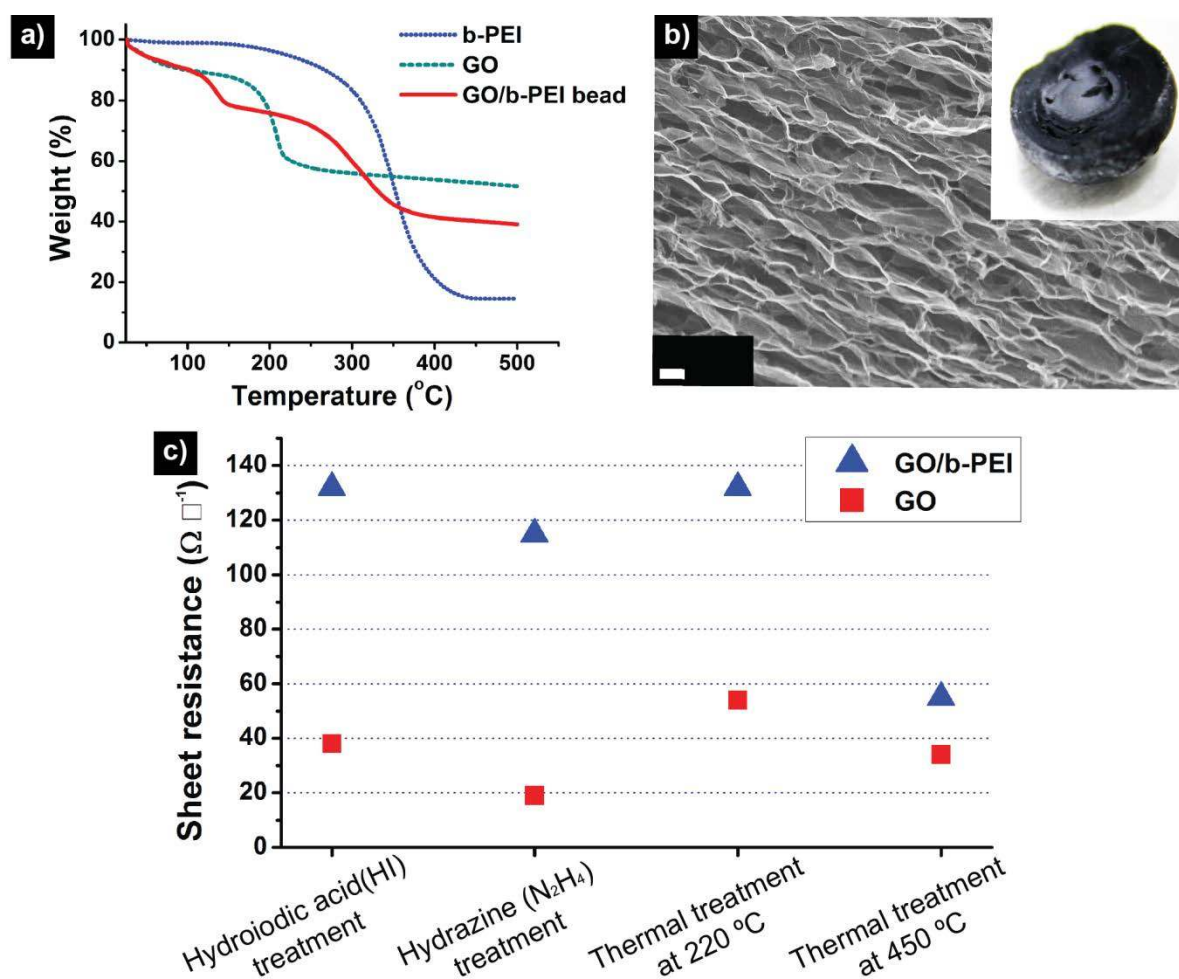 a)
100
80
60
40
20
0
Weight (%)
100
200
300
400
500
Temperature (°C)
b-PEI
GO
GO/b-PEI bead
b)
c)
140
120
100
80
60
40
20
0
Sheet resistance (Ω □⁻¹)
GO/b-PEI
GO
Hydroiodic acid(HI)
treatment
Hydrazine (N₂H₄)
treatment
Thermal treatment
at 220 ºC
Thermal treatment
at 450 ºC